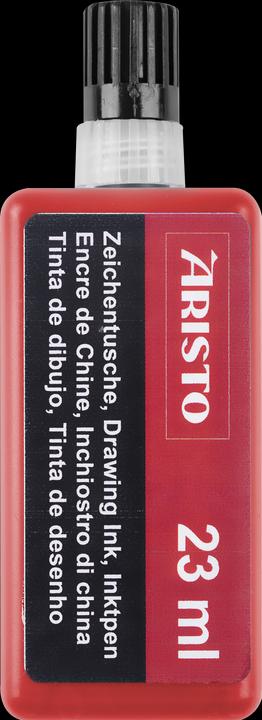 ARISTO
23 ml
Zeichentusche, Drawing Ink, Inktpen
Encre de Chine, Inchiostro di china
Tinta de dibujo, Tinta de desenho